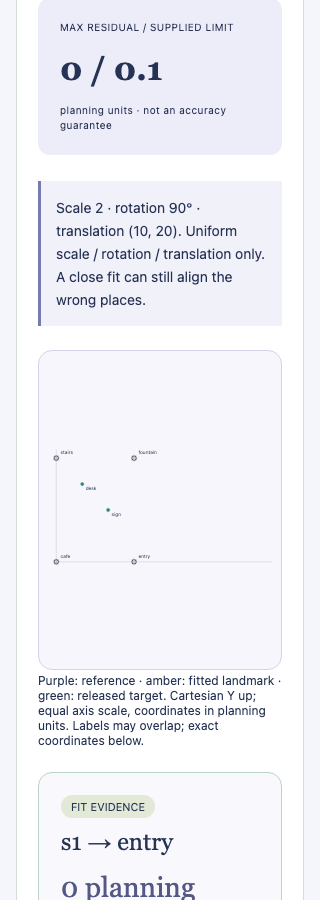 MAX RESIDUAL / SUPPLIED LIMIT
0 / 0.1
planning units · not an accuracy
guarantee
Scale 2 · rotation 90° ·
translation (10, 20). Uniform
scale / rotation / translation only.
A close fit can still align the
wrong places.
stairs
fountain
desk
sign
cafe
entry
Purple: reference · amber: fitted landmark ·
green: released target. Cartesian Y up;
equal axis scale, coordinates in planning
units. Labels may overlap; exact
coordinates below.
FIT EVIDENCE
s1 → entry
0 planning